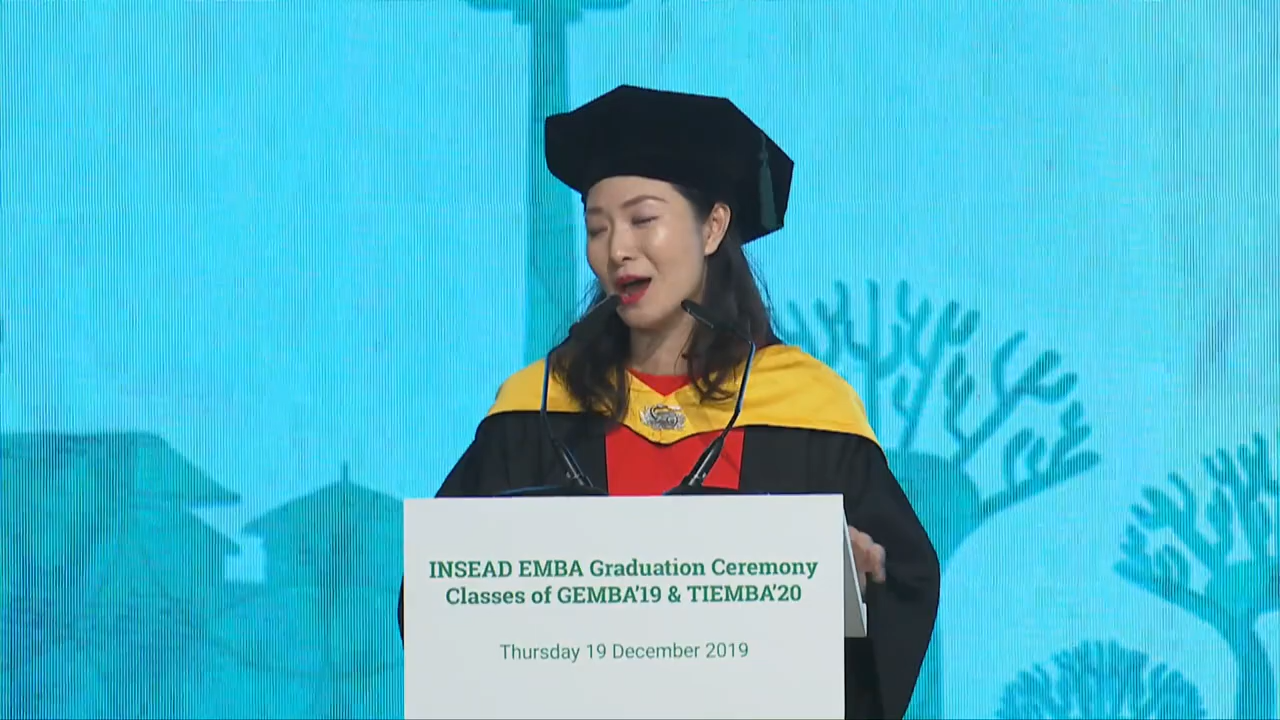 INSEAD EMBA Graduation Ceremony
Classes of GEMBA'19 & TIEMBA'20
Thursday 19 December 2019